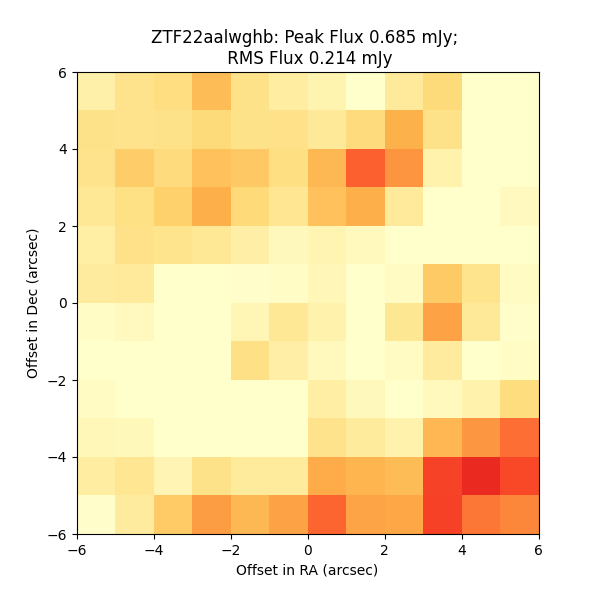 ZTF22aalwghb: Peak Flux 0.685 mJy;
RMS Flux 0.214 mJy
6
4
2
0
−2
−4
−6
Offset in Dec (arcsec)
−6 −4 −2 0 2 4 6
Offset in RA (arcsec)